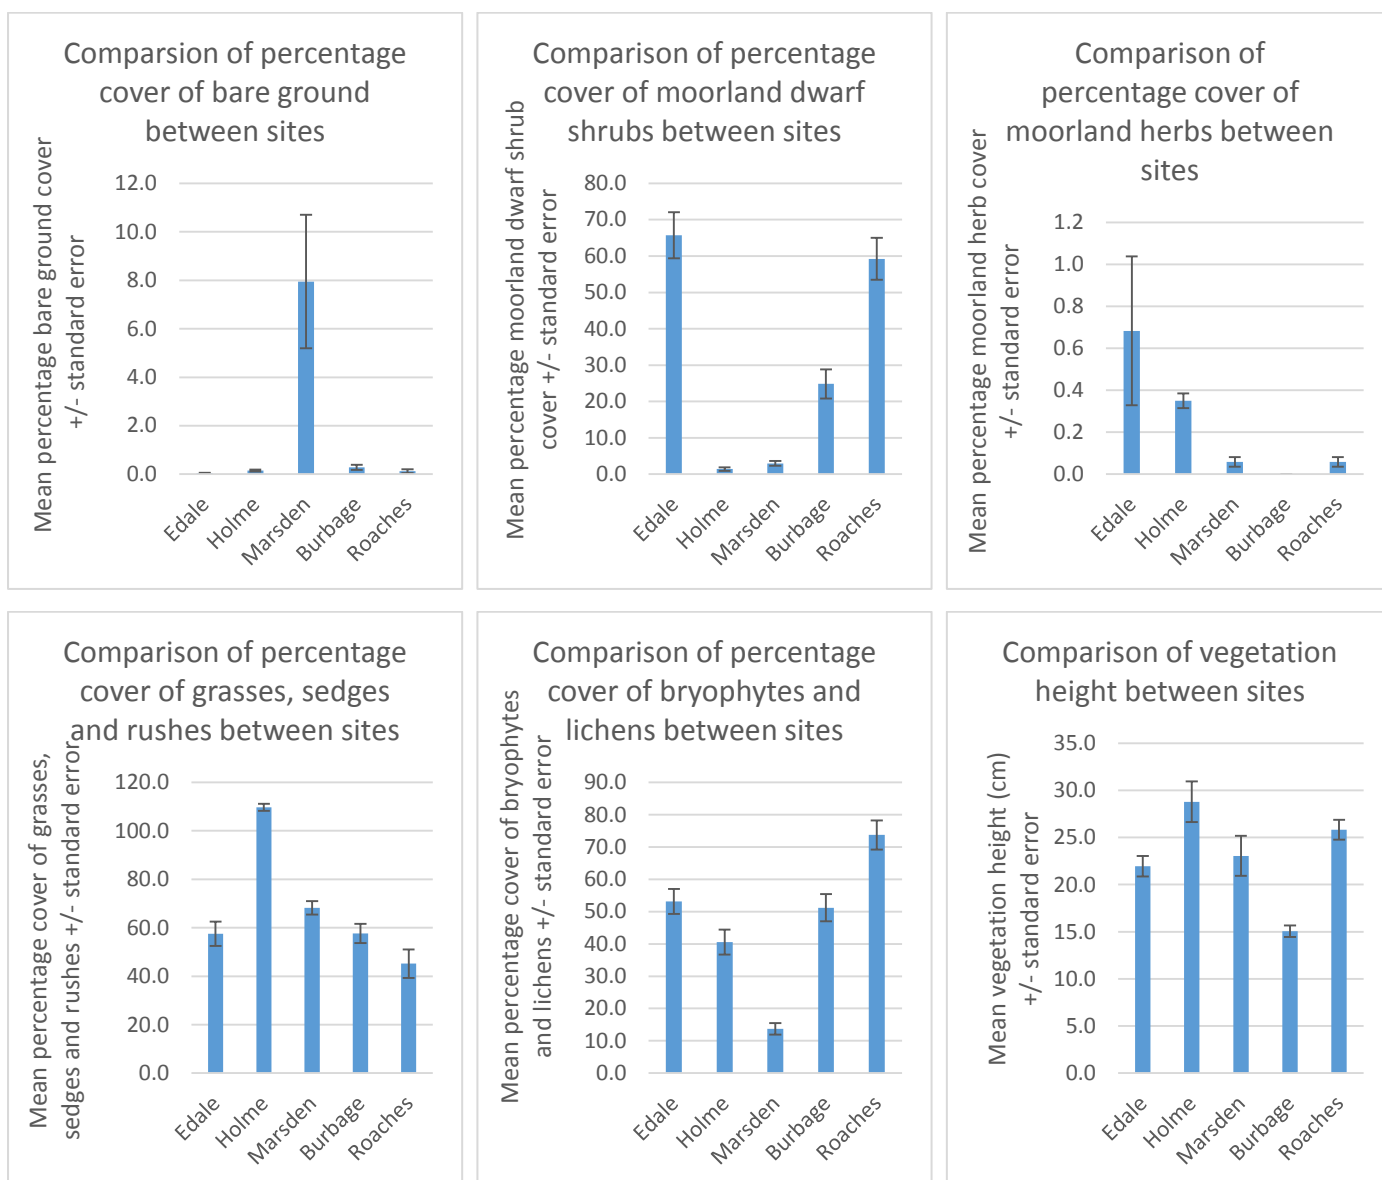 Comparsion of percentage
cover of bare ground
between sites
Mean percentage bare ground cover
+/- standard error
12.0
10.0
8.0
6.0
4.0
2.0
0.0
Edale
Holme
Marsden
Burbage
Roaches
Comparison of percentage
cover of moorland dwarf
shrubs between sites
Mean percentage moorland dwarf shrub
cover +/- standard error
80.0
70.0
60.0
50.0
40.0
30.0
20.0
10.0
0.0
Edale
Holme
Marsden
Burbage
Roaches
Comparison of
percentage cover of
moorland herbs between
sites
Mean percentage moorland herb cover
+/- standard error
1.2
1.0
0.8
0.6
0.4
0.2
0.0
Edale
Holme
Marsden
Burbage
Roaches
Comparison of percentage
cover of grasses, sedges
and rushes between sites
Mean percentage cover of grasses,
sedges and rushes +/- standard error
120.0
100.0
80.0
60.0
40.0
20.0
0.0
Edale
Holme
Marsden
Burbage
Roaches
Comparison of percentage
cover of bryophytes and
lichens between sites
Mean percentage cover of bryophytes
and lichens +/- standard error
90.0
80.0
70.0
60.0
50.0
40.0
30.0
20.0
10.0
0.0
Edale
Holme
Marsden
Burbage
Roaches
Comparison of vegetation
height between sites
Mean vegetation height (cm)
+/- standard error
35.0
30.0
25.0
20.0
15.0
10.0
5.0
0.0
Edale
Holme
Marsden
Burbage
Roaches